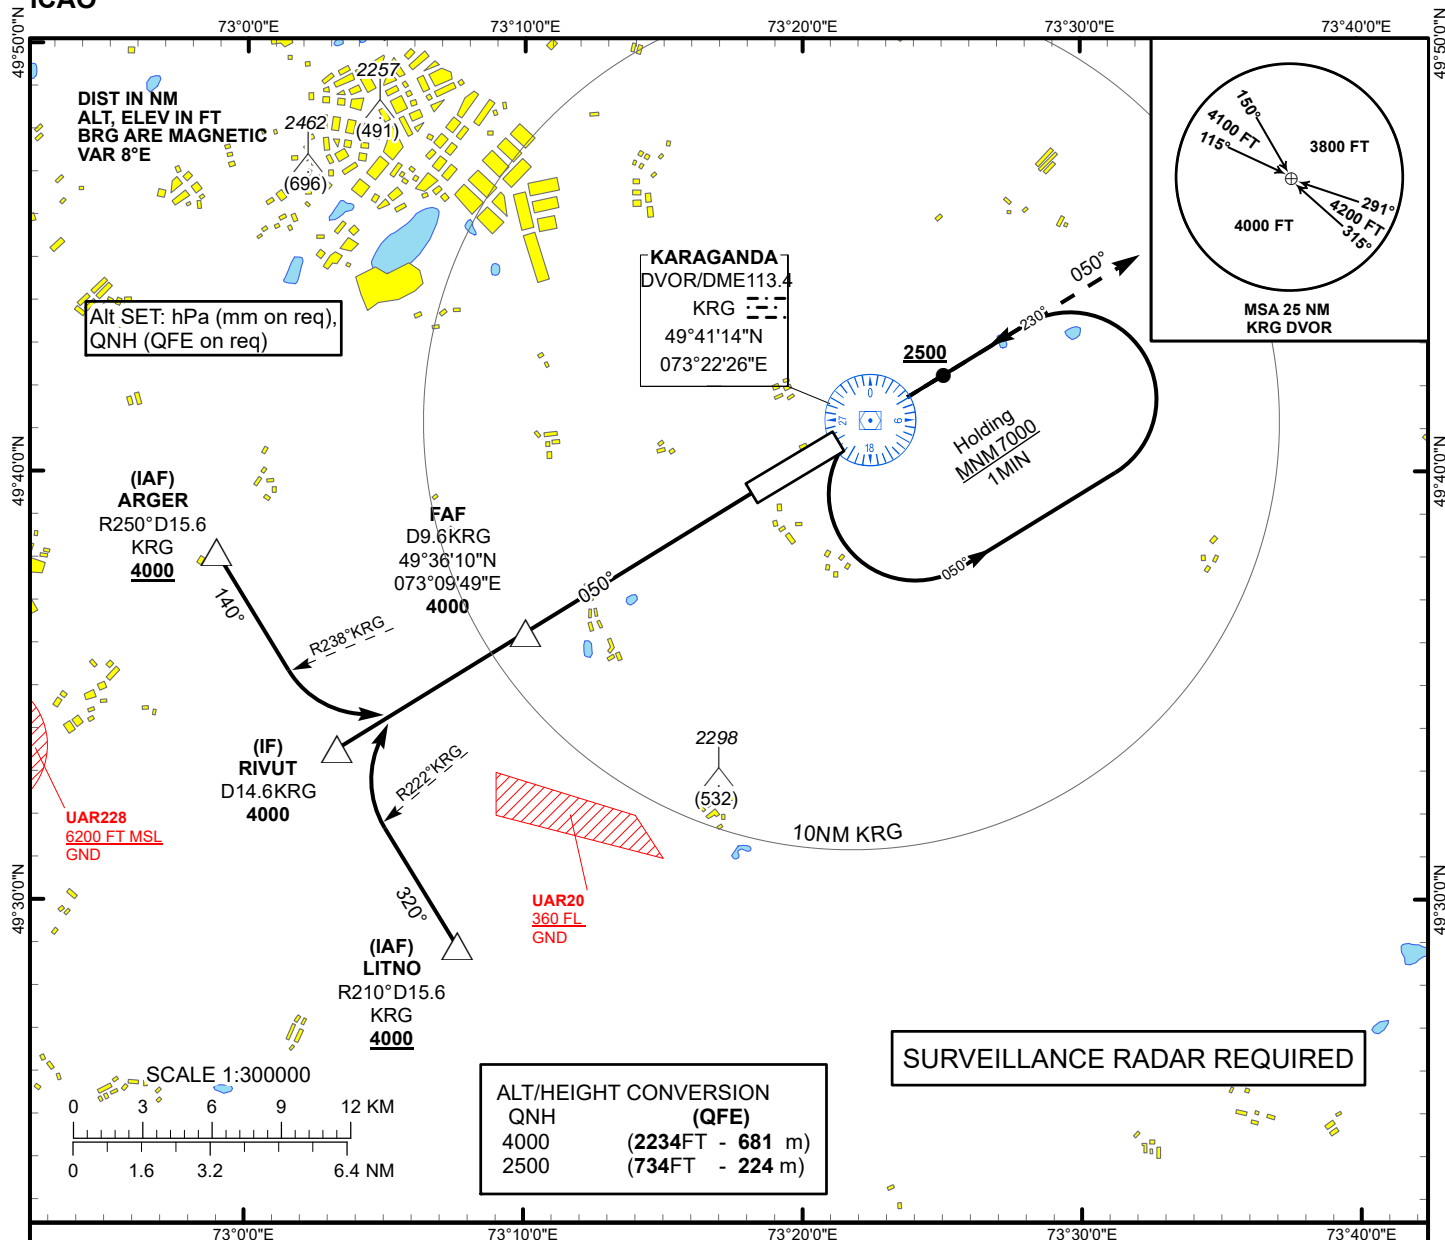 ICAO
73°0'0"E
73°10'0"E
73°20'0"E
73°30'0"E
73°40'0"E
49°50'0"N
49°50'0"N
DIST IN NM
ALT, ELEV IN FT
BRG ARE MAGNETIC
VAR 8°E
2257
(491)
2462
(696)
150°
4100 FT
115°
3800 FT
291°
4200 FT
315°
4000 FT
MSA 25 NM
KRG DVOR
KARAGANDA
DVOR/DME113.4
KRG
49°41'14"N
073°22'26"E
050°
230°
2500
Alt SET: hPa (mm on req),
QNH (QFE on req)
0
9
18
27
Holding
MNM 7000
1MIN
050°
49°40'0"N
49°40'0"N
(IAF)
ARGER
R250°D15.6
KRG
4000
140°
FAF
D9.6KRG
49°36'10"N
073°09'49"E
4000
050°
R238°KRG
(IF)
RIVUT
D14.6KRG
4000
R222°KRG
2298
(532)
10NM KRG
UAR228
6200 FT MSL
GND
UAR20
360 FL
GND
49°30'0"N
49°30'0"N
320°
(IAF)
LITNO
R210°D15.6
KRG
4000
SURVEILLANCE RADAR REQUIRED
SCALE 1:300000
0 3 6 9 12 KM
0 1.6 3.2 6.4 NM
ALT/HEIGHT CONVERSION
QNH (QFE)
4000 (2234FT - 681 m)
2500 (734FT - 224 m)
73°0'0"E
73°10'0"E
73°20'0"E
73°30'0"E
73°40'0"E